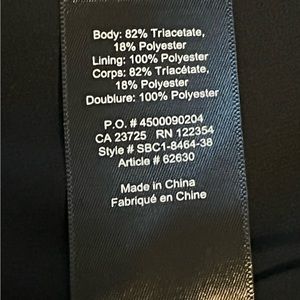 Body: 82% Triacetate,
18% Polyester
Lining: 100% Polyester
Corps: 82% Triacétate,
18% Polyester
Doublure: 100% Polyester
P.O. # 4500090204
CA 23725 RN 122354
Style # SBC1-8464-38
Article # 62630
Made in China
Fabriqué en Chine